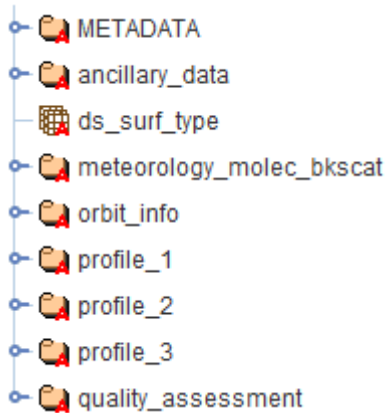 METADATA
ancillary_data
ds_surf_type
meteorology_molec_bkscat
orbit_info
profile_1
profile_2
profile_3
quality_assessment